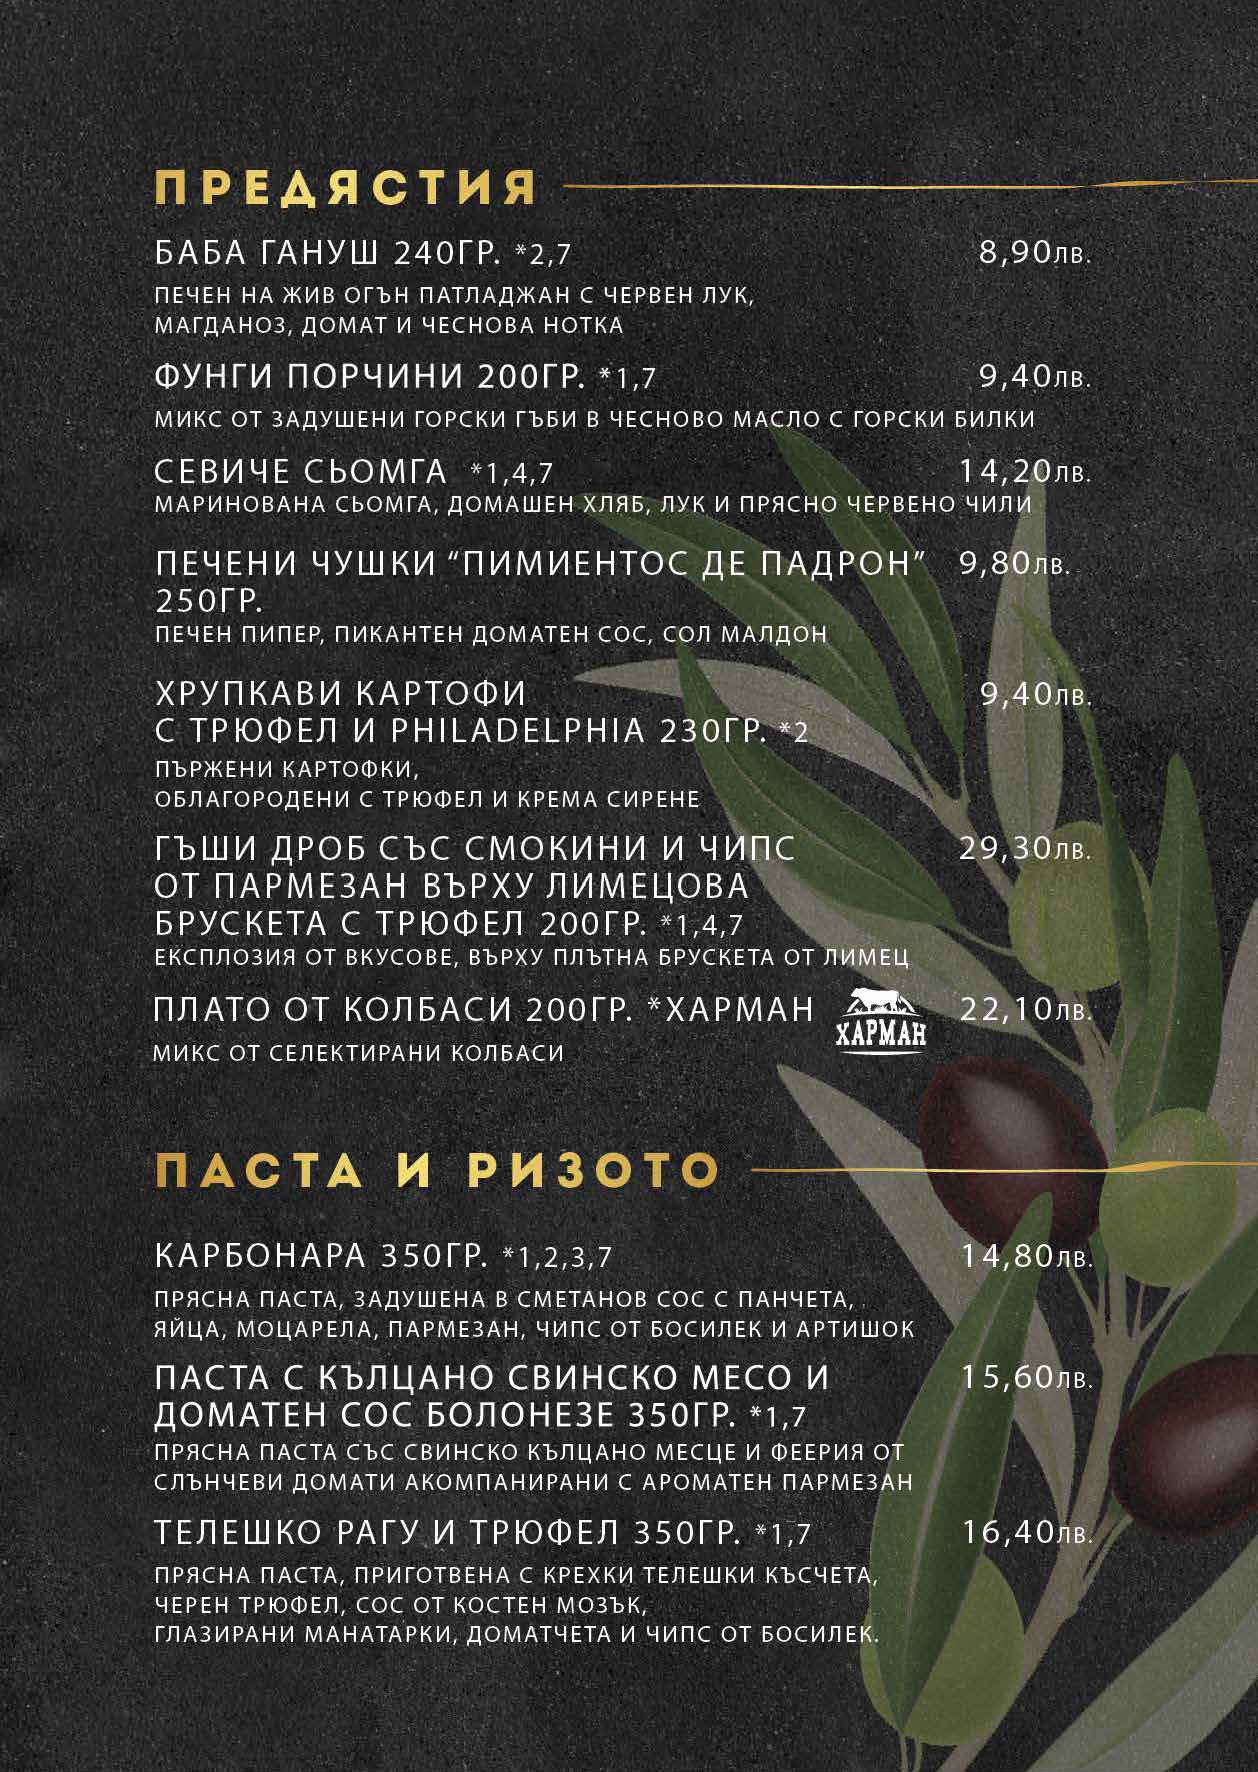 ПРЕДЯСТИЯ
БАБА ГАНУШ 240ГР. *2,7 8,90ЛВ.
ПЕЧЕН НА ЖИВ ОГЪН ПАТЛАДЖАН С ЧЕРВЕН ЛУК,
МАГДАНОЗ, ДОМАТ И ЧЕСНОВА НОТКА
ФУНГИ ПОРЧИНИ 200ГР. *1,7 9,40ЛВ.
МИКС ОТ ЗАДУШЕНИ ГОРСКИ ГЪБИ В ЧЕСНОВО МАСЛО С ГОРСКИ БИЛКИ
СЕВИЧЕ СЬОМГА *1,4,7 14,20ЛВ.
МАРИНОВАНА СЬОМГА, ДОМАШЕН ХЛЯБ, ЛУК И ПРЯСНО ЧЕРВЕНО ЧИЛИ
ПЕЧЕНИ ЧУШКИ “ПИМИЕНТОС ДЕ ПАДРОН” 9,80ЛВ.
250ГР.
ПЕЧЕН ПИПЕР, ПИКАНТЕН ДОМАТЕН СОС, СОЛ МАЛДОН
ХРУПКАВИ КАРТОФИ 9,40ЛВ.
С ТРЮФЕЛ И PHILADELPHIA 230ГР. *2
ПЪРЖЕНИ КАРТОФКИ,
ОБЛАГОРОДЕНИ С ТРЮФЕЛ И КРЕМА СИРЕНЕ
ГЪШИ ДРОБ СЪС СМОКИНИ И ЧИПС 29,30ЛВ.
ОТ ПАРМЕЗАН ВЪРХУ ЛИМЕЦОВА
БРУСКЕТА С ТРЮФЕЛ 200ГР. *1,4,7
ЕКСПЛОЗИЯ ОТ ВКУСОВЕ, ВЪРХУ ПЛЪТНА БРУСКЕТА ОТ ЛИМЕЦ
ПЛАТО ОТ КОЛБАСИ 200ГР. *ХАРМАН ХАРМАН 22,10ЛВ.
МИКС ОТ СЕЛЕКТИРАНИ КОЛБАСИ
ПАСТА И РИЗОТО
КАРБОНАРА 350ГР. *1,2,3,7 14,80ЛВ.
ПРЯСНА ПАСТА, ЗАДУШЕНА В СМЕТАНОВ СОС С ПАНЧЕТА,
ЯЙЦА, МОЦАРЕЛА, ПАРМЕЗАН, ЧИПС ОТ БОСИЛЕК И АРТИШОК
ПАСТА С КЪЛЦАНО СВИНСКО МЕСО И 15,60ЛВ.
ДОМАТЕН СОС БОЛОНЕЗЕ 350ГР. *1,7
ПРЯСНА ПАСТА СЪС СВИНСКО КЪЛЦАНО МЕСЦЕ И ФЕЕРИЯ ОТ
СЛЪНЧЕВИ ДОМАТИ АКОМПАНИРАНИ С АРОМАТЕН ПАРМЕЗАН
ТЕЛЕШКО РАГУ И ТРЮФЕЛ 350ГР. *1,7 16,40ЛВ.
ПРЯСНА ПАСТА, ПРИГОТВЕНА С КРЕХКИ ТЕЛЕШКИ КЪСЧЕТА,
ЧЕРЕН ТРЮФЕЛ, СОС ОТ КОСТЕН МОЗЪК,
ГЛАЗИРАНИ МАНАТАРКИ, ДОМАТЧЕТА И ЧИПС ОТ БОСИЛЕК.